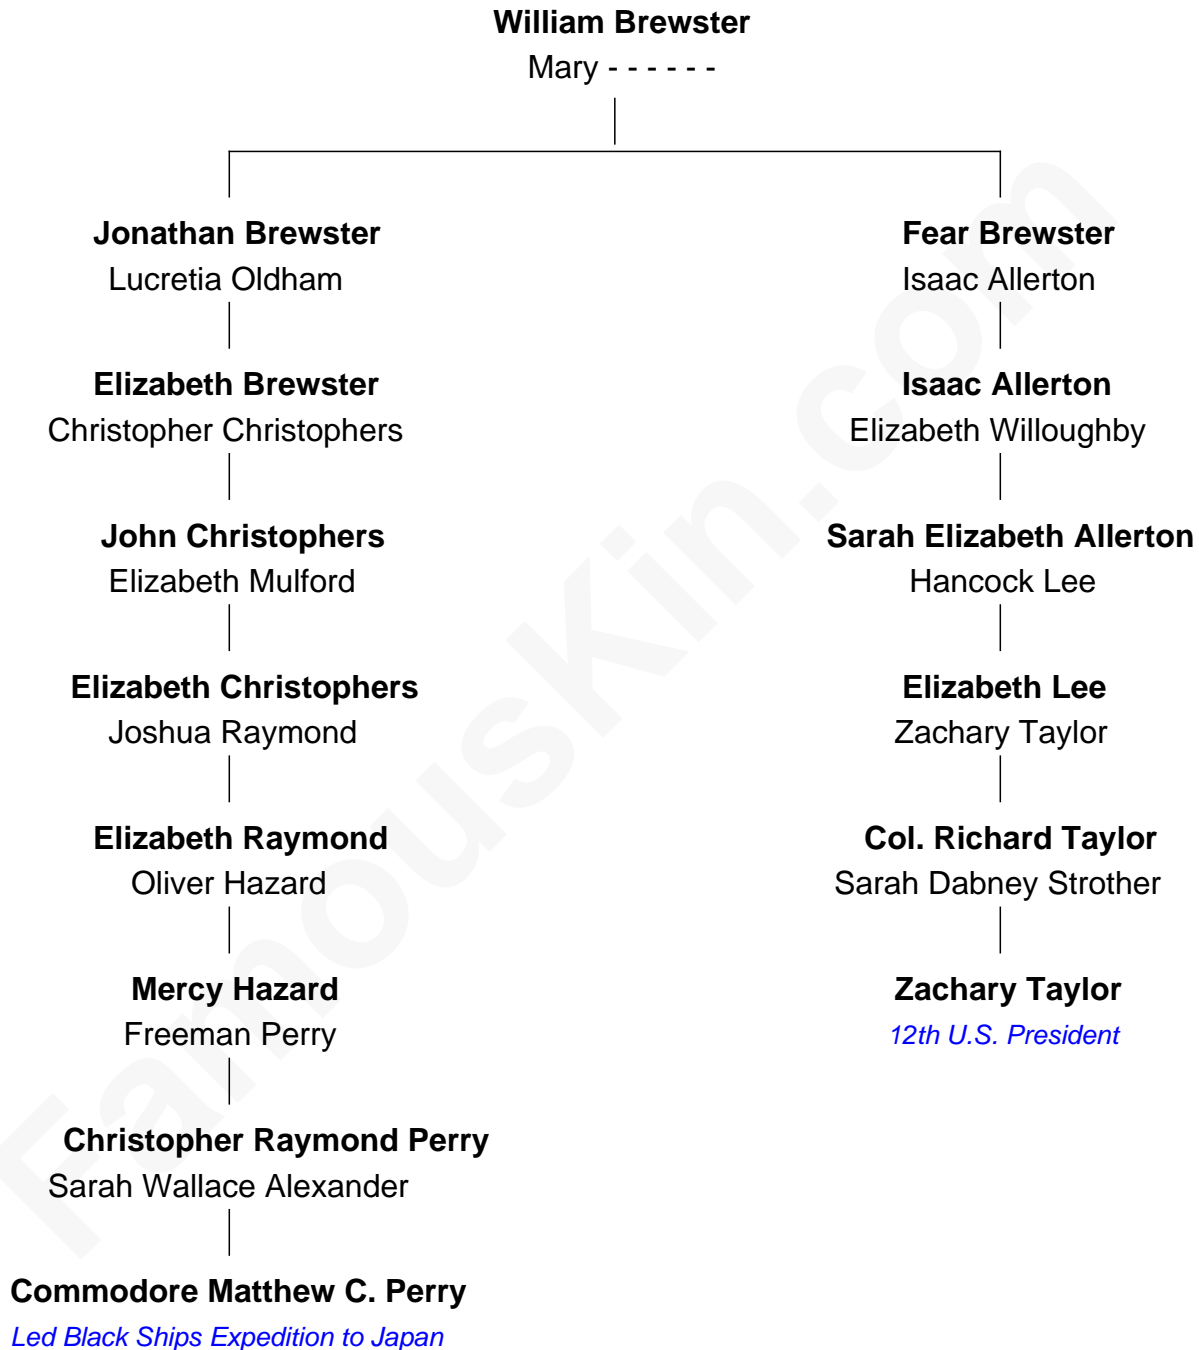 William Brewster
Mary - - - - - -
Jonathan Brewster
Lucretia Oldham
Fear Brewster
Isaac Allerton
Elizabeth Brewster
Christopher Christophers
Isaac Allerton
Elizabeth Willoughby
John Christophers
Elizabeth Mulford
Sarah Elizabeth Allerton
Hancock Lee
Elizabeth Christophers
Joshua Raymond
Elizabeth Lee
Zachary Taylor
Elizabeth Raymond
Oliver Hazard
Col. Richard Taylor
Sarah Dabney Strother
Mercy Hazard
Freeman Perry
Zachary Taylor
12th U.S. President
Christopher Raymond Perry
Sarah Wallace Alexander
Commodore Matthew C. Perry
Led Black Ships Expedition to Japan
FamousKin.com